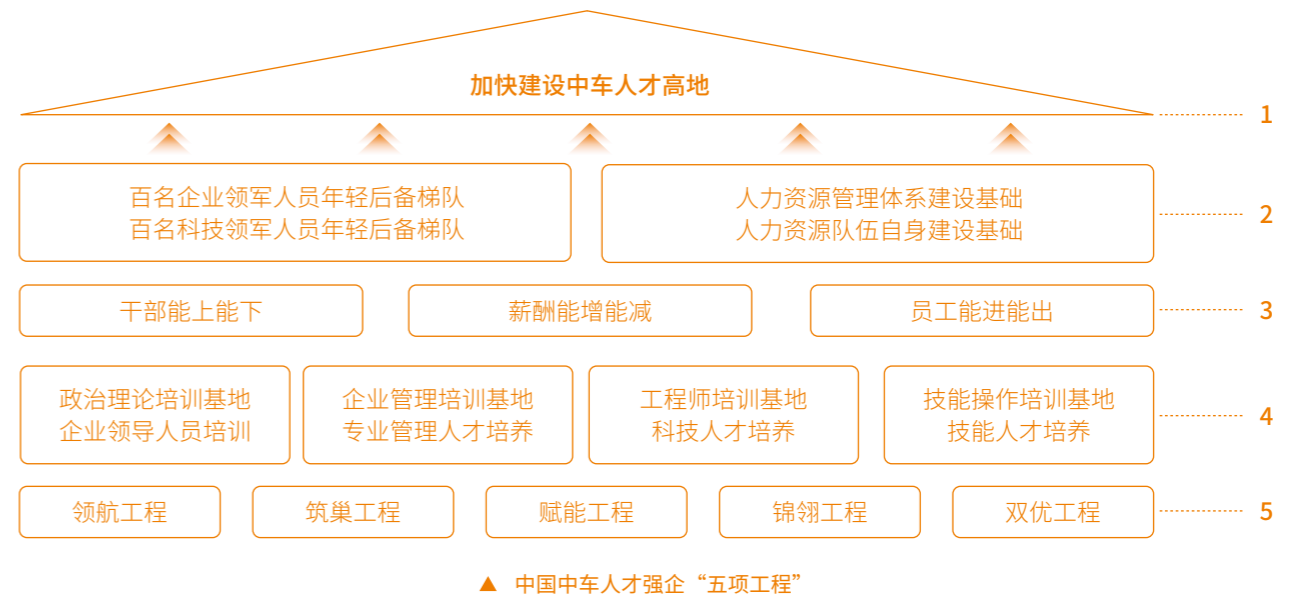 加快建设中车人才高地
1
百名企业领军人员年轻后备梯队
百名科技领军人员年轻后备梯队
人力资源管理体系建设基础
人力资源队伍自身建设基础
2
干部能上能下
薪酬能增能减
员工能进能出
3
政治理论培训基地
企业领导人员培训
企业管理培训基地
专业管理人才培养
工程师培训基地
科技人才培养
技能操作培训基地
技能人才培养
4
领航工程
筑巢工程
赋能工程
锦翎工程
双优工程
5
▲ 中国中车人才强企“五项工程”